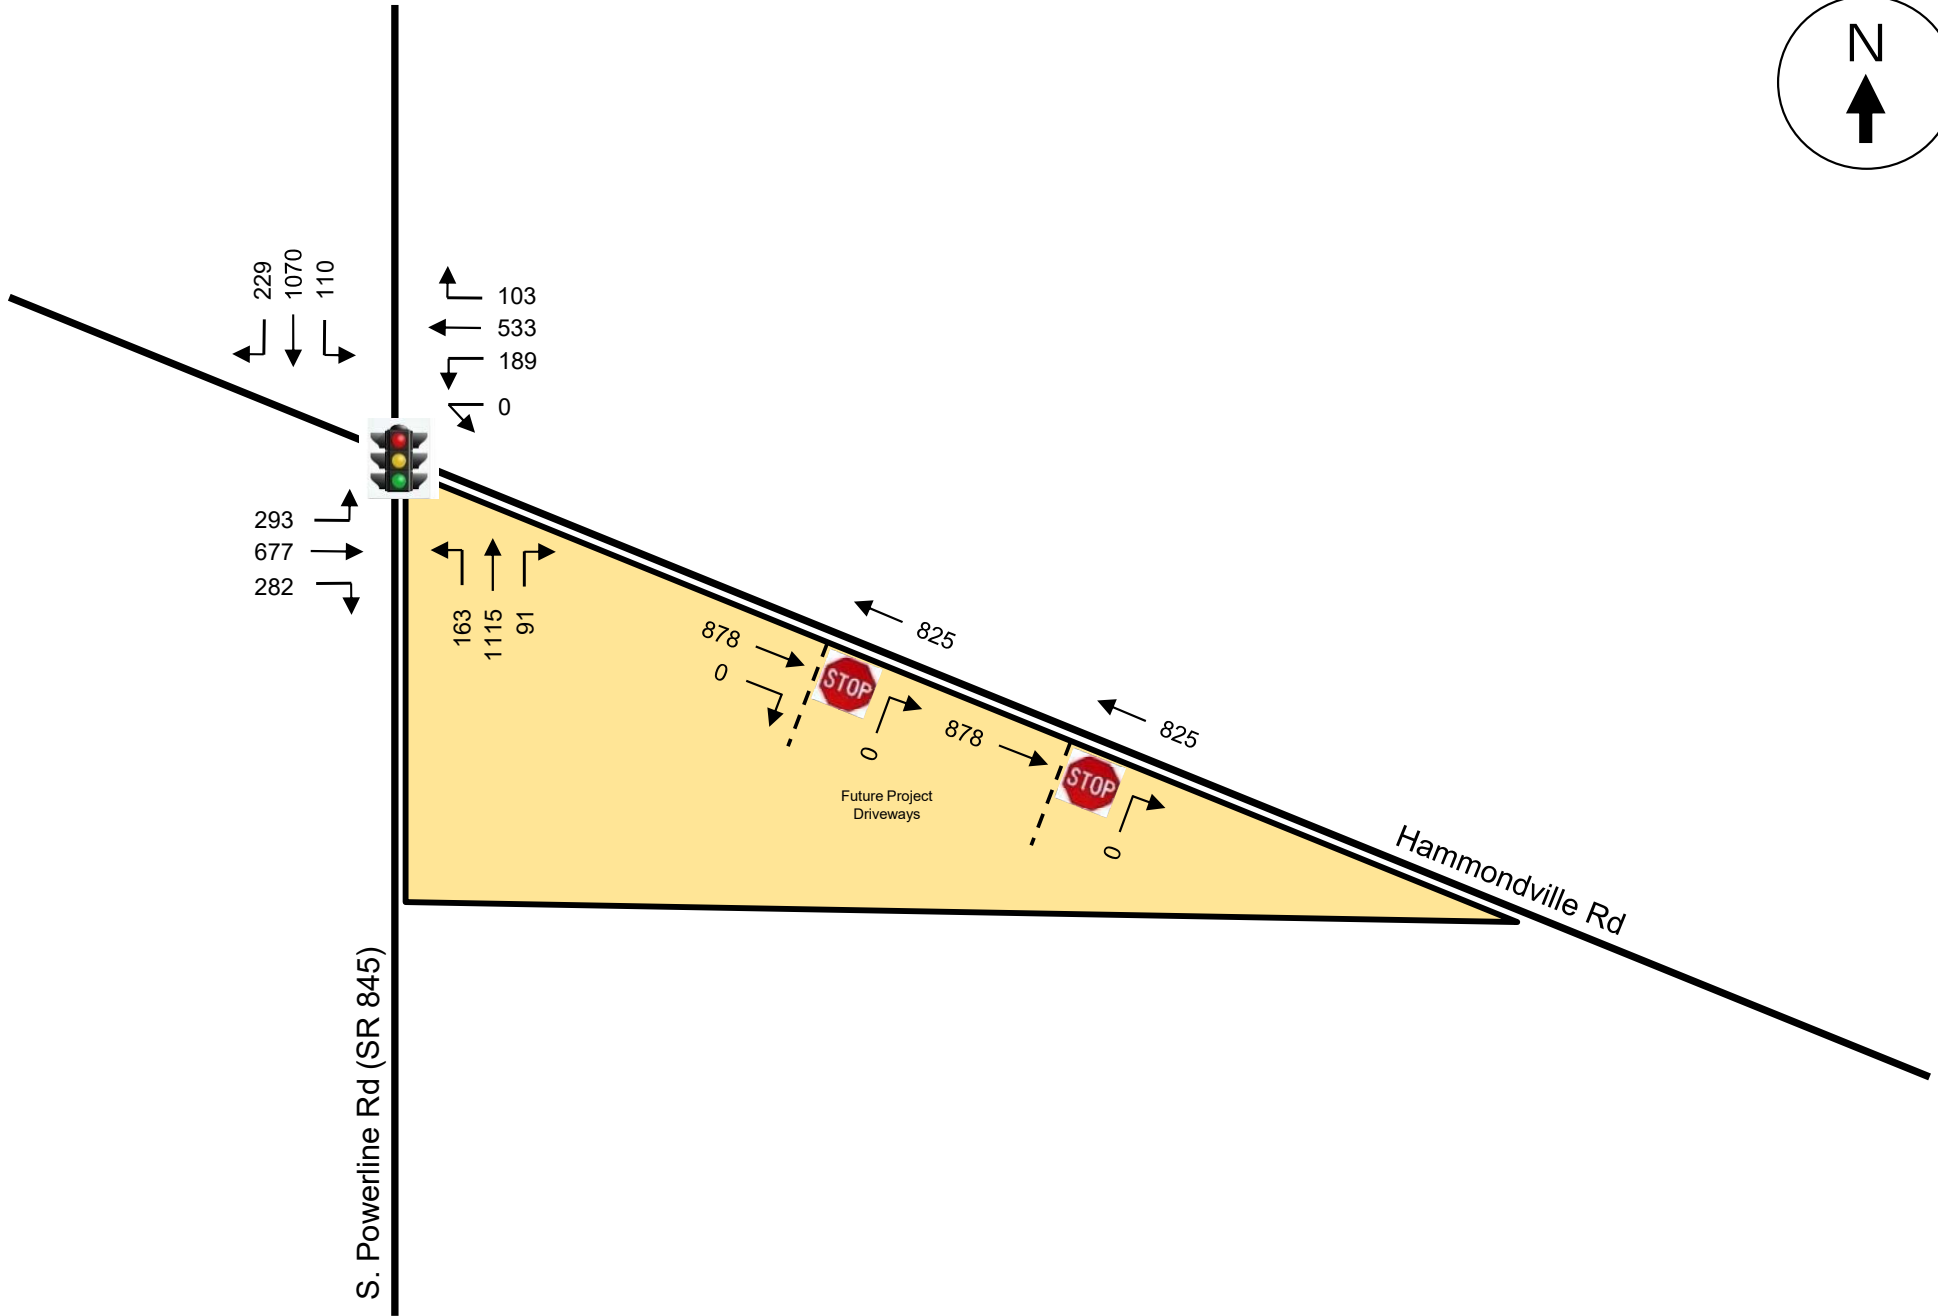 N
229
1070
110
103
533
189
0
293
677
282
163
1115
91
878
0
825
STOP
0
878
825
STOP
0
Future Project
Driveways
Hammondville Rd
S. Powerline Rd (SR 845)